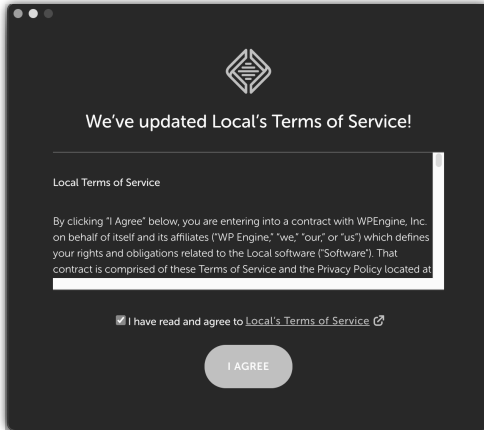 We've updated Local's Terms of Service!
Local Terms of Service
By clicking "I Agree" below, you are entering into a contract with WPEngine, Inc.
on behalf of itself and its affiliates ("WP Engine," "we," "our," or "us") which defines
your rights and obligations related to the Local software ("Software"). That
contract is comprised of these Terms of Service and the Privacy Policy located at
I have read and agree to Local's Terms of Service
I AGREE